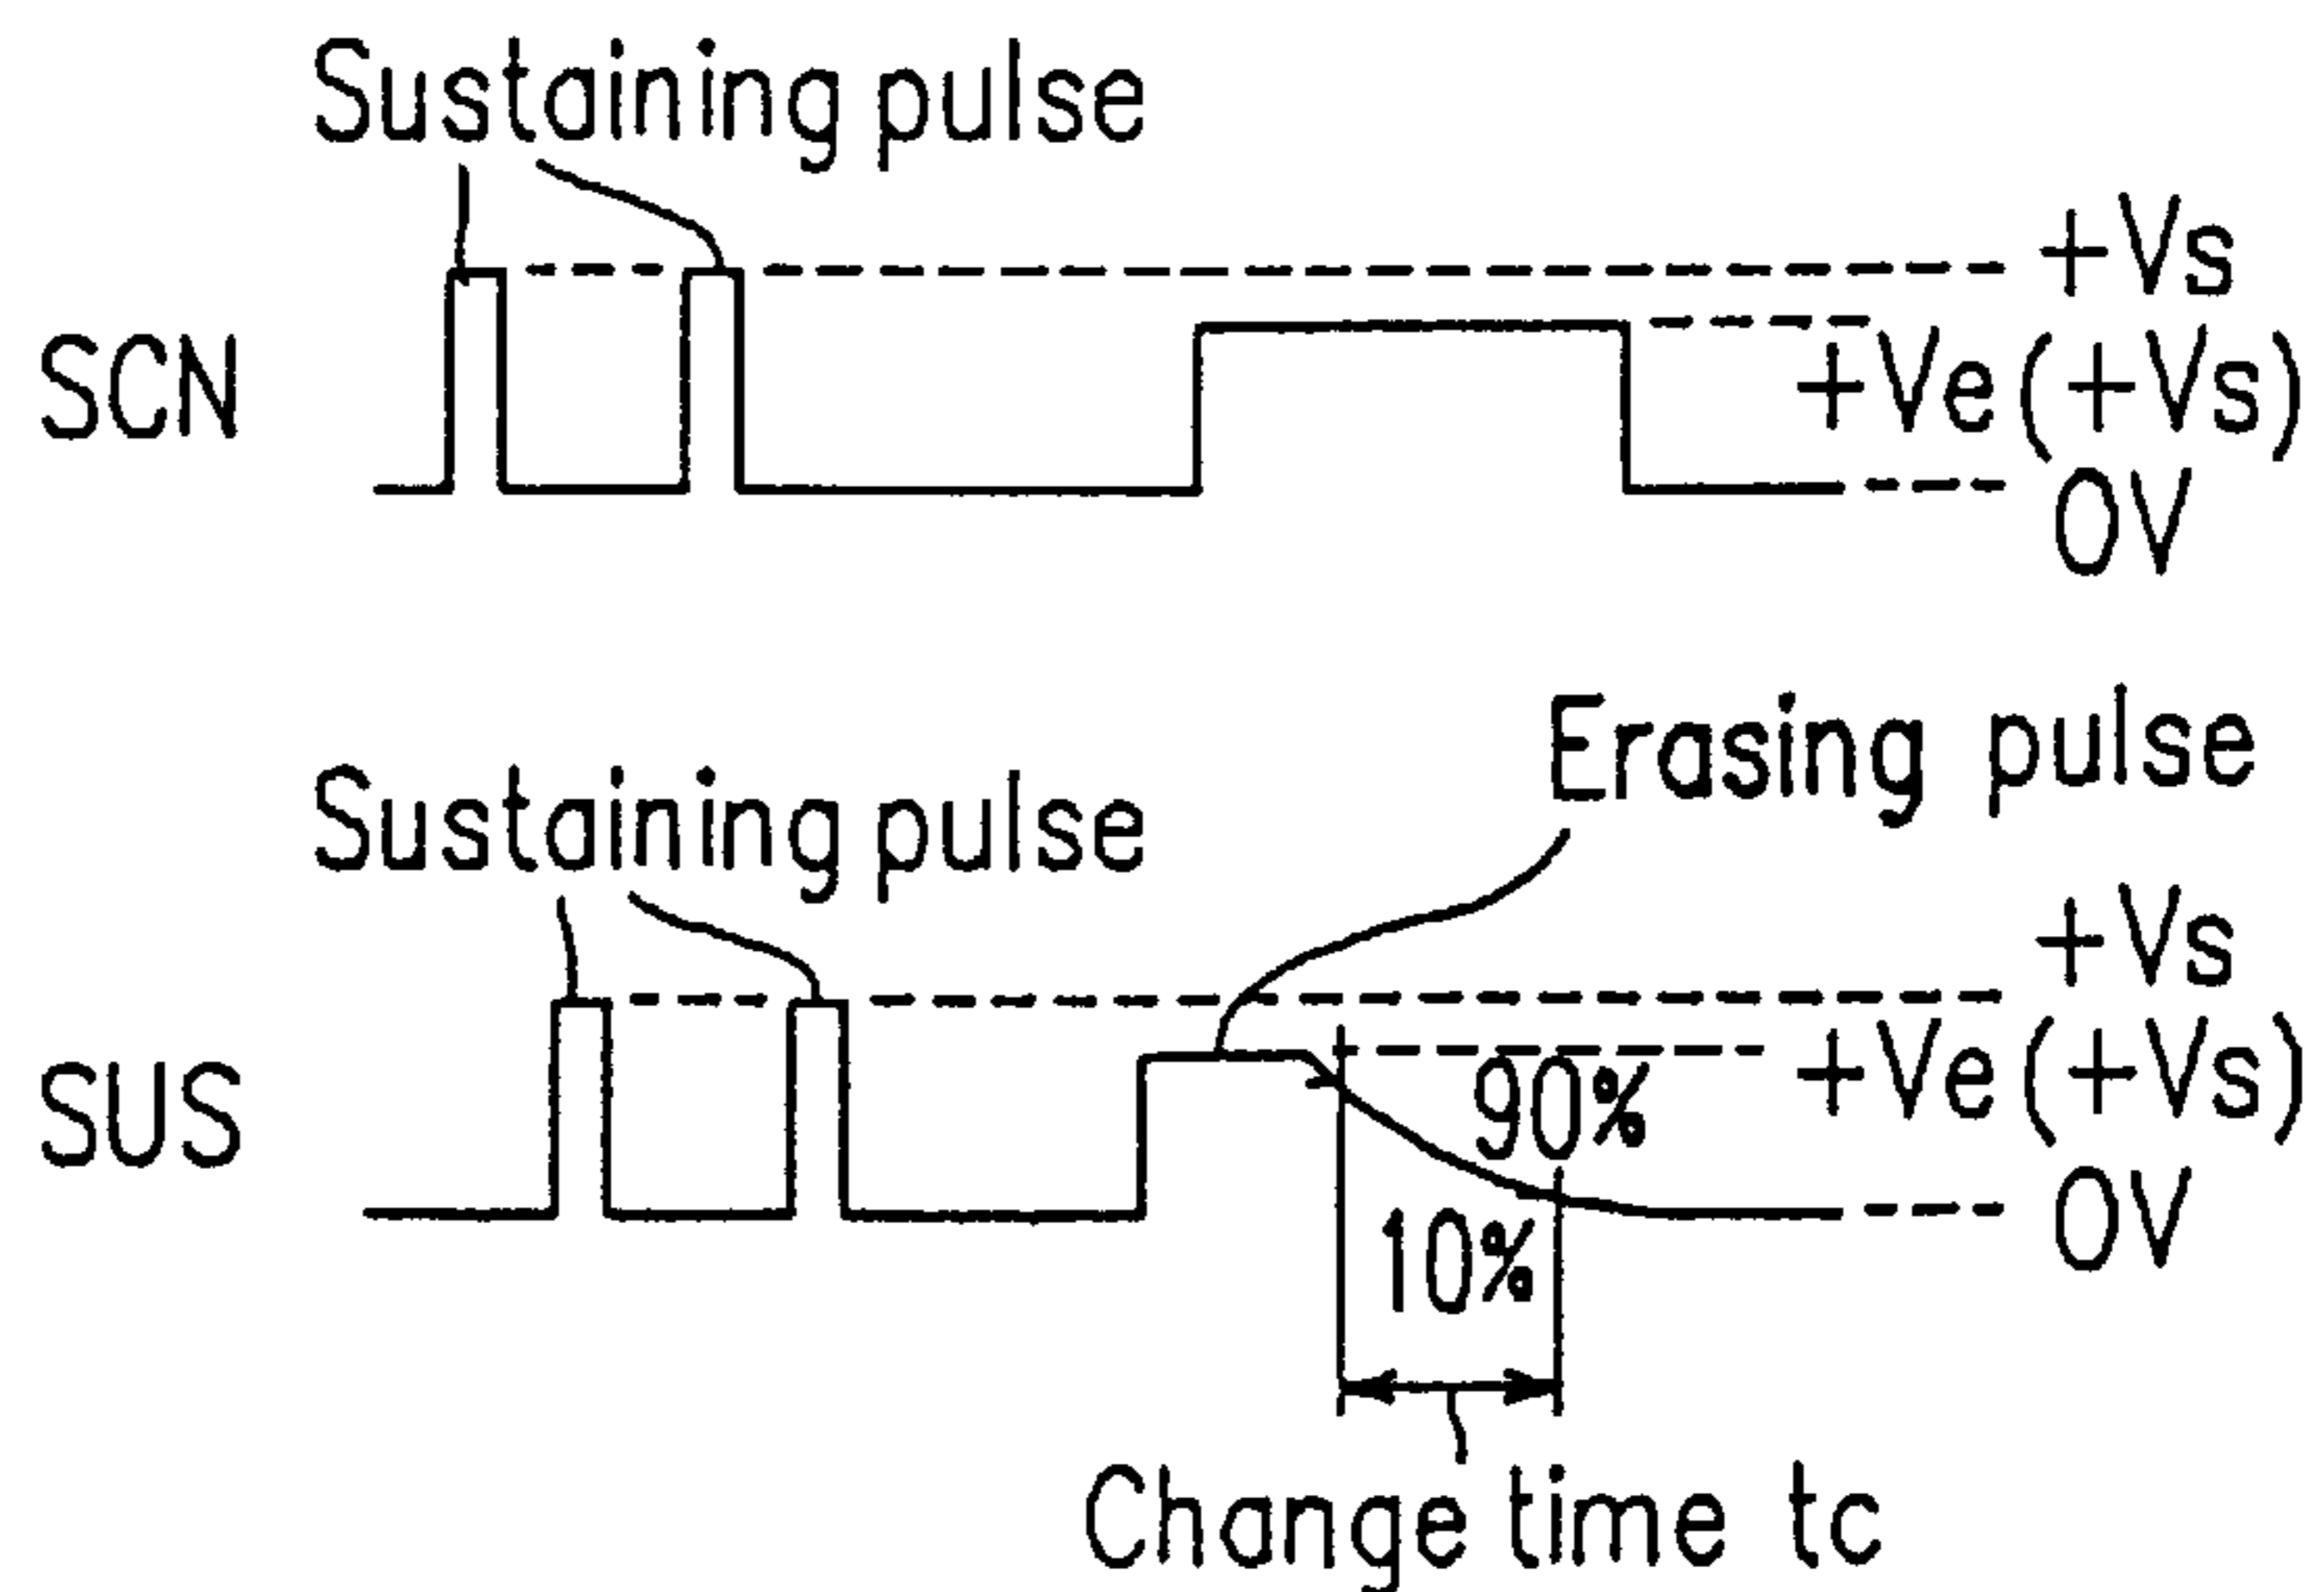 Sustaining pulse
+Vs
SCN
+Ve(+Vs)
0V
Erasing pulse
Sustaining pulse
+Vs
SUS
90%
+Ve(+Vs)
10%
0V
Change time tc